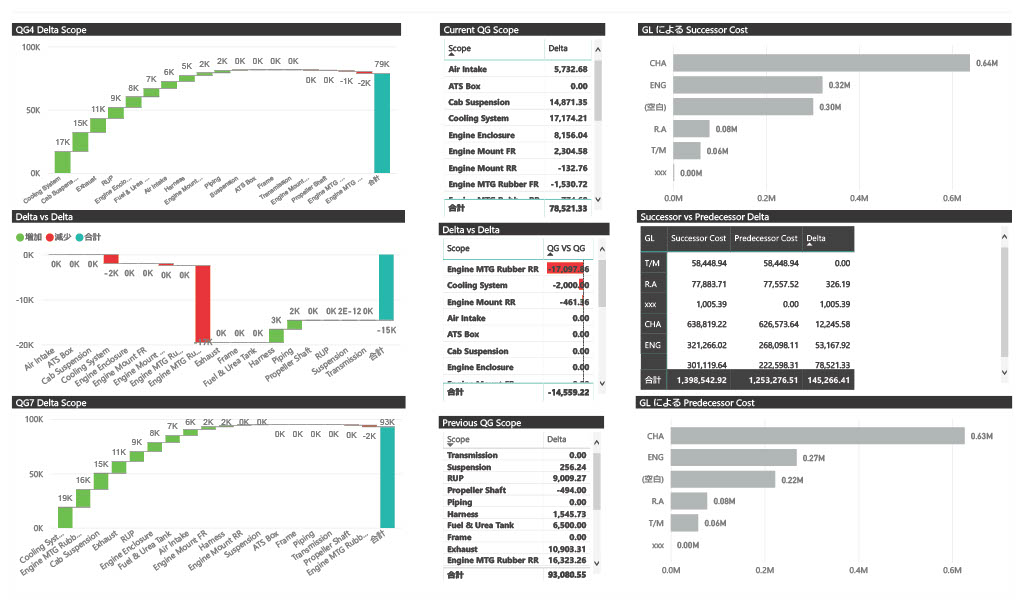 QG4 Delta Scope
100K
50K
0K
17K
15K
11K
9K
8K
7K
6K
5K
2K
2K
0K
0K
0K
0K
0K
0K
-1K
-2K
79K
Cooling System
Cab Suspens...
Exhaust
RUP
Engine Enclo...
Fuel & Urea ...
Air Intake
Harness
Engine Mount...
Piping
Suspension
ATS Box
Frame
Transmission
Engine Mount...
Propeller Shaft
Engine MTG ...
Engine MTG ...
合計
Current QG Scope
Scope Delta
Air Intake 5,732.68
ATS Box 0.00
Cab Suspension 14,871.35
Cooling System 17,174.21
Engine Enclosure 8,156.04
Engine Mount FR 2,304.58
Engine Mount RR -132.76
Engine MTG Rubber FR -1,530.72
合計 78,521.33
GL による Successor Cost
CHA 0.64M
ENG 0.32M
(空白) 0.30M
R.A 0.08M
T/M 0.06M
xxx 0.00M
0.0M 0.2M 0.4M 0.6M
Delta vs Delta
増加 減少 合計
0K
-10K
-20K
0K
0K
0K
-2K
0K
0K
0K
0K
0K
0K
0K
3K
2K
0K
0K
2E-12
0K
-15K
Air Intake
ATS Box
Cab Suspension
Cooling System
Engine Enclosure
Engine Mount FR
Engine Mount ...
Engine MTG Ru...
Engine MTG Ru...
Exhaust
Frame
Fuel & Urea Tank
Harness
Piping
Propeller Shaft
RUP
Suspension
Transmission
合計
Delta vs Delta
Scope QG VS QG
Engine MTG Rubber RR -17,097.86
Cooling System -2,000.00
Engine Mount RR -461.36
Air Intake 0.00
ATS Box 0.00
Cab Suspension 0.00
Engine Enclosure 0.00
合計 -14,559.22
Successor vs Predecessor Delta
GL Successor Cost Predecessor Cost Delta
T/M 58,448.94 58,448.94 0.00
R.A 77,883.71 77,557.52 326.19
xxx 1,005.39 0.00 1,005.39
CHA 638,819.22 626,573.64 12,245.58
ENG 321,266.02 268,098.11 53,167.92
301,119.64 222,598.31 78,521.33
合計 1,398,542.92 1,253,276.51 145,266.41
QG7 Delta Scope
100K
50K
0K
19K
16K
15K
11K
9K
8K
7K
6K
2K
2K
0K
0K
0K
0K
0K
0K
-2K
93K
Cooling Syst...
Engine MTG Rubb...
Cab Suspension
Exhaust
RUP
Engine Enclosure
Fuel & Urea Tank
Air Intake
Engine Mount FR
Harness
Engine Mount RR
Suspension
ATS Box
Frame
Piping
Transmission
Propeller Shaft
Engine MTG Rubb...
合計
Previous QG Scope
Scope Delta
Transmission 0.00
Suspension 256.24
RUP 9,009.27
Propeller Shaft -494.00
Piping 0.00
Harness 1,545.73
Fuel & Urea Tank 6,500.00
Frame 0.00
Exhaust 10,903.31
Engine MTG Rubber RR 16,323.26
合計 93,080.55
GL による Predecessor Cost
CHA 0.63M
ENG 0.27M
(空白) 0.22M
R.A 0.08M
T/M 0.06M
xxx 0.00M
0.0M 0.2M 0.4M 0.6M